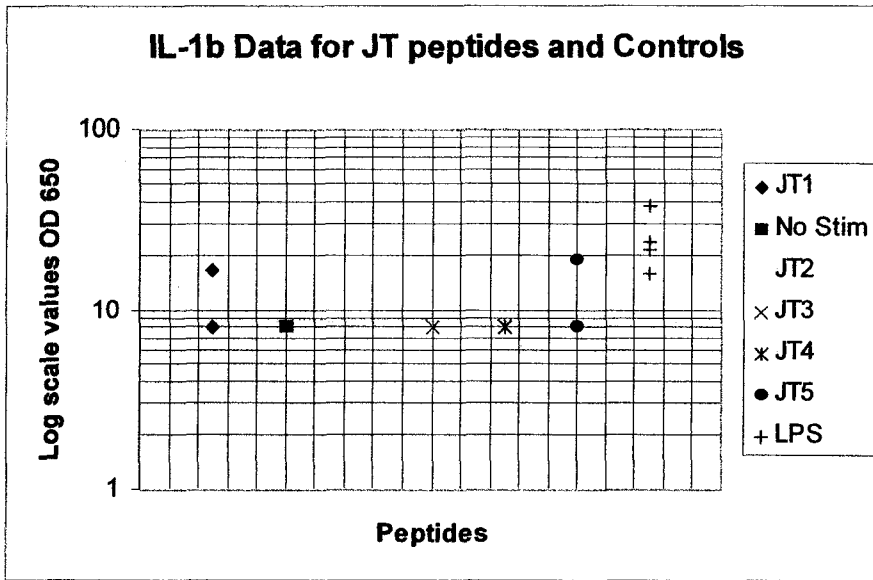 IL-1b Data for JT peptides and Controls
Log scale values OD 650
100
10
1
Peptides
JT1
No Stim
JT2
JT3
JT4
JT5
LPS